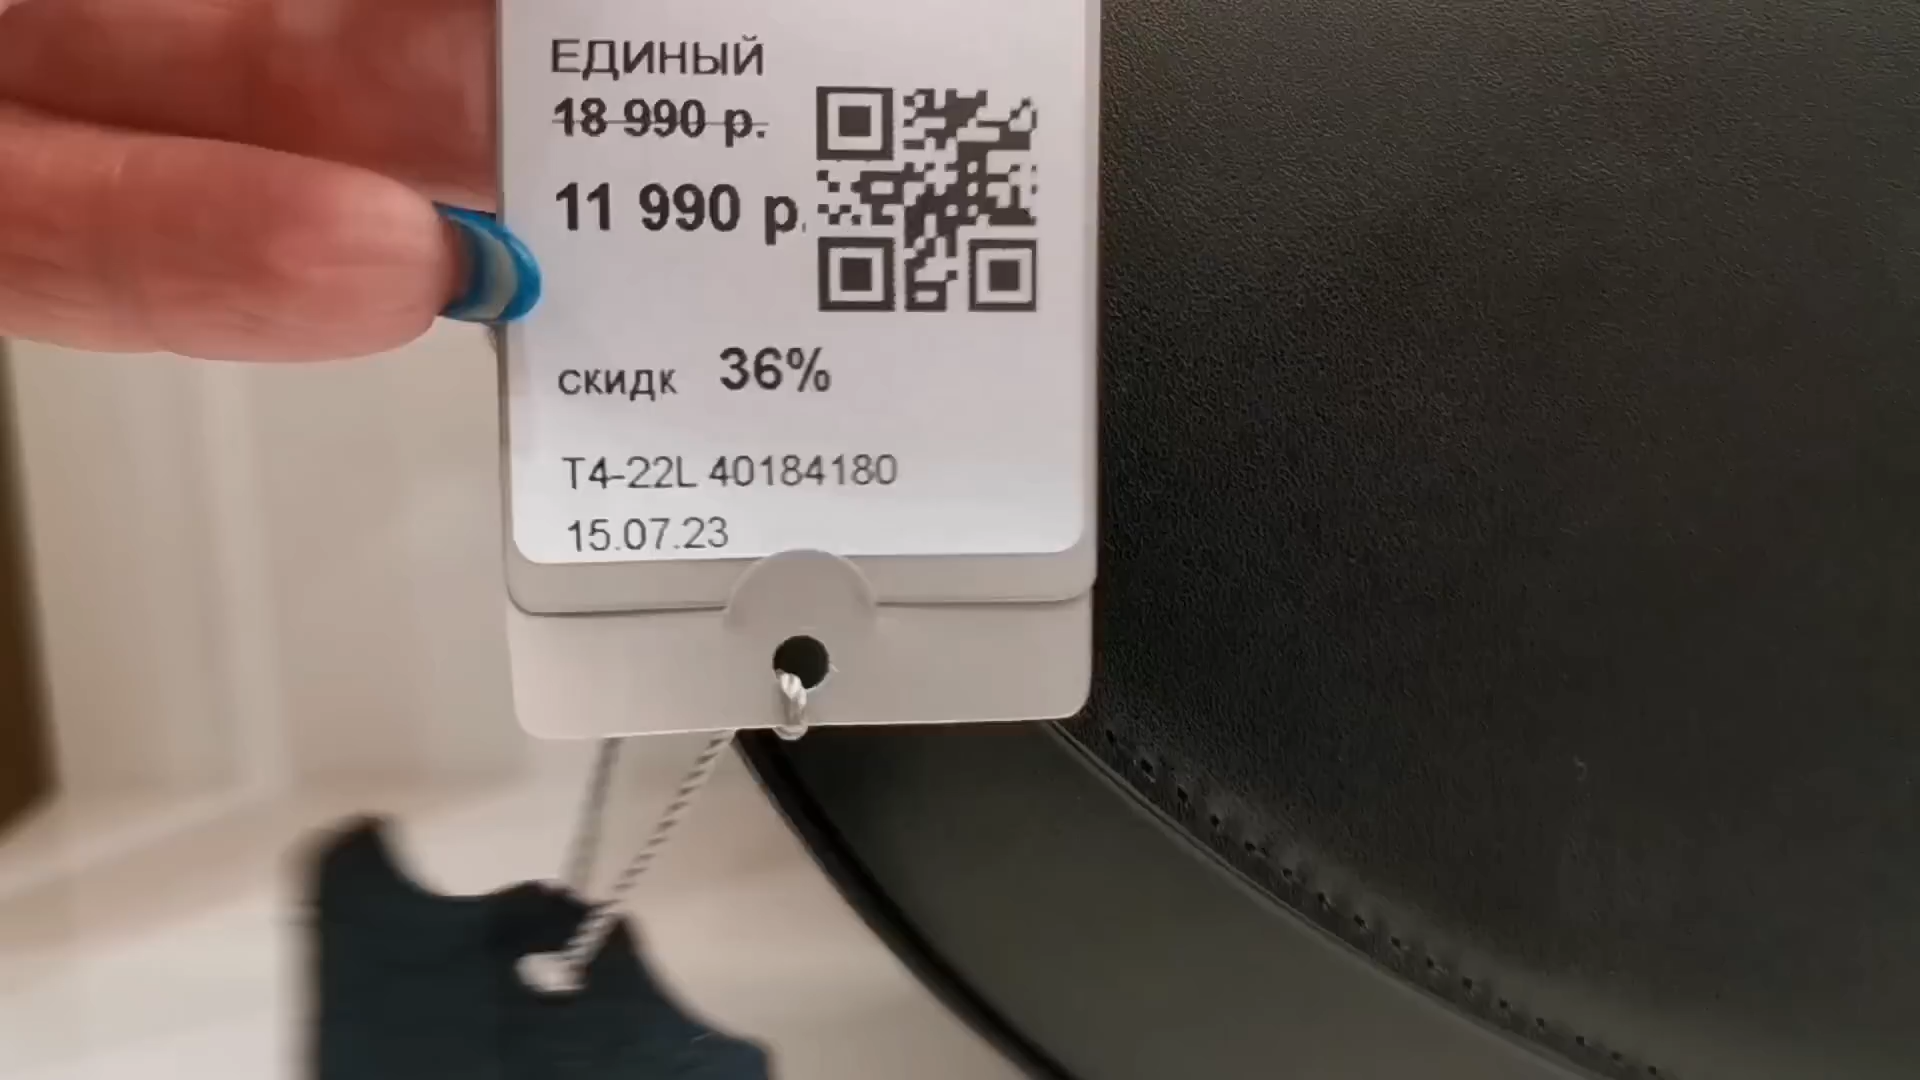 ЕДИНЫЙ
18 990 р.
11 990 р.
скидк 36%
T4-22L 40184180
15.07.23